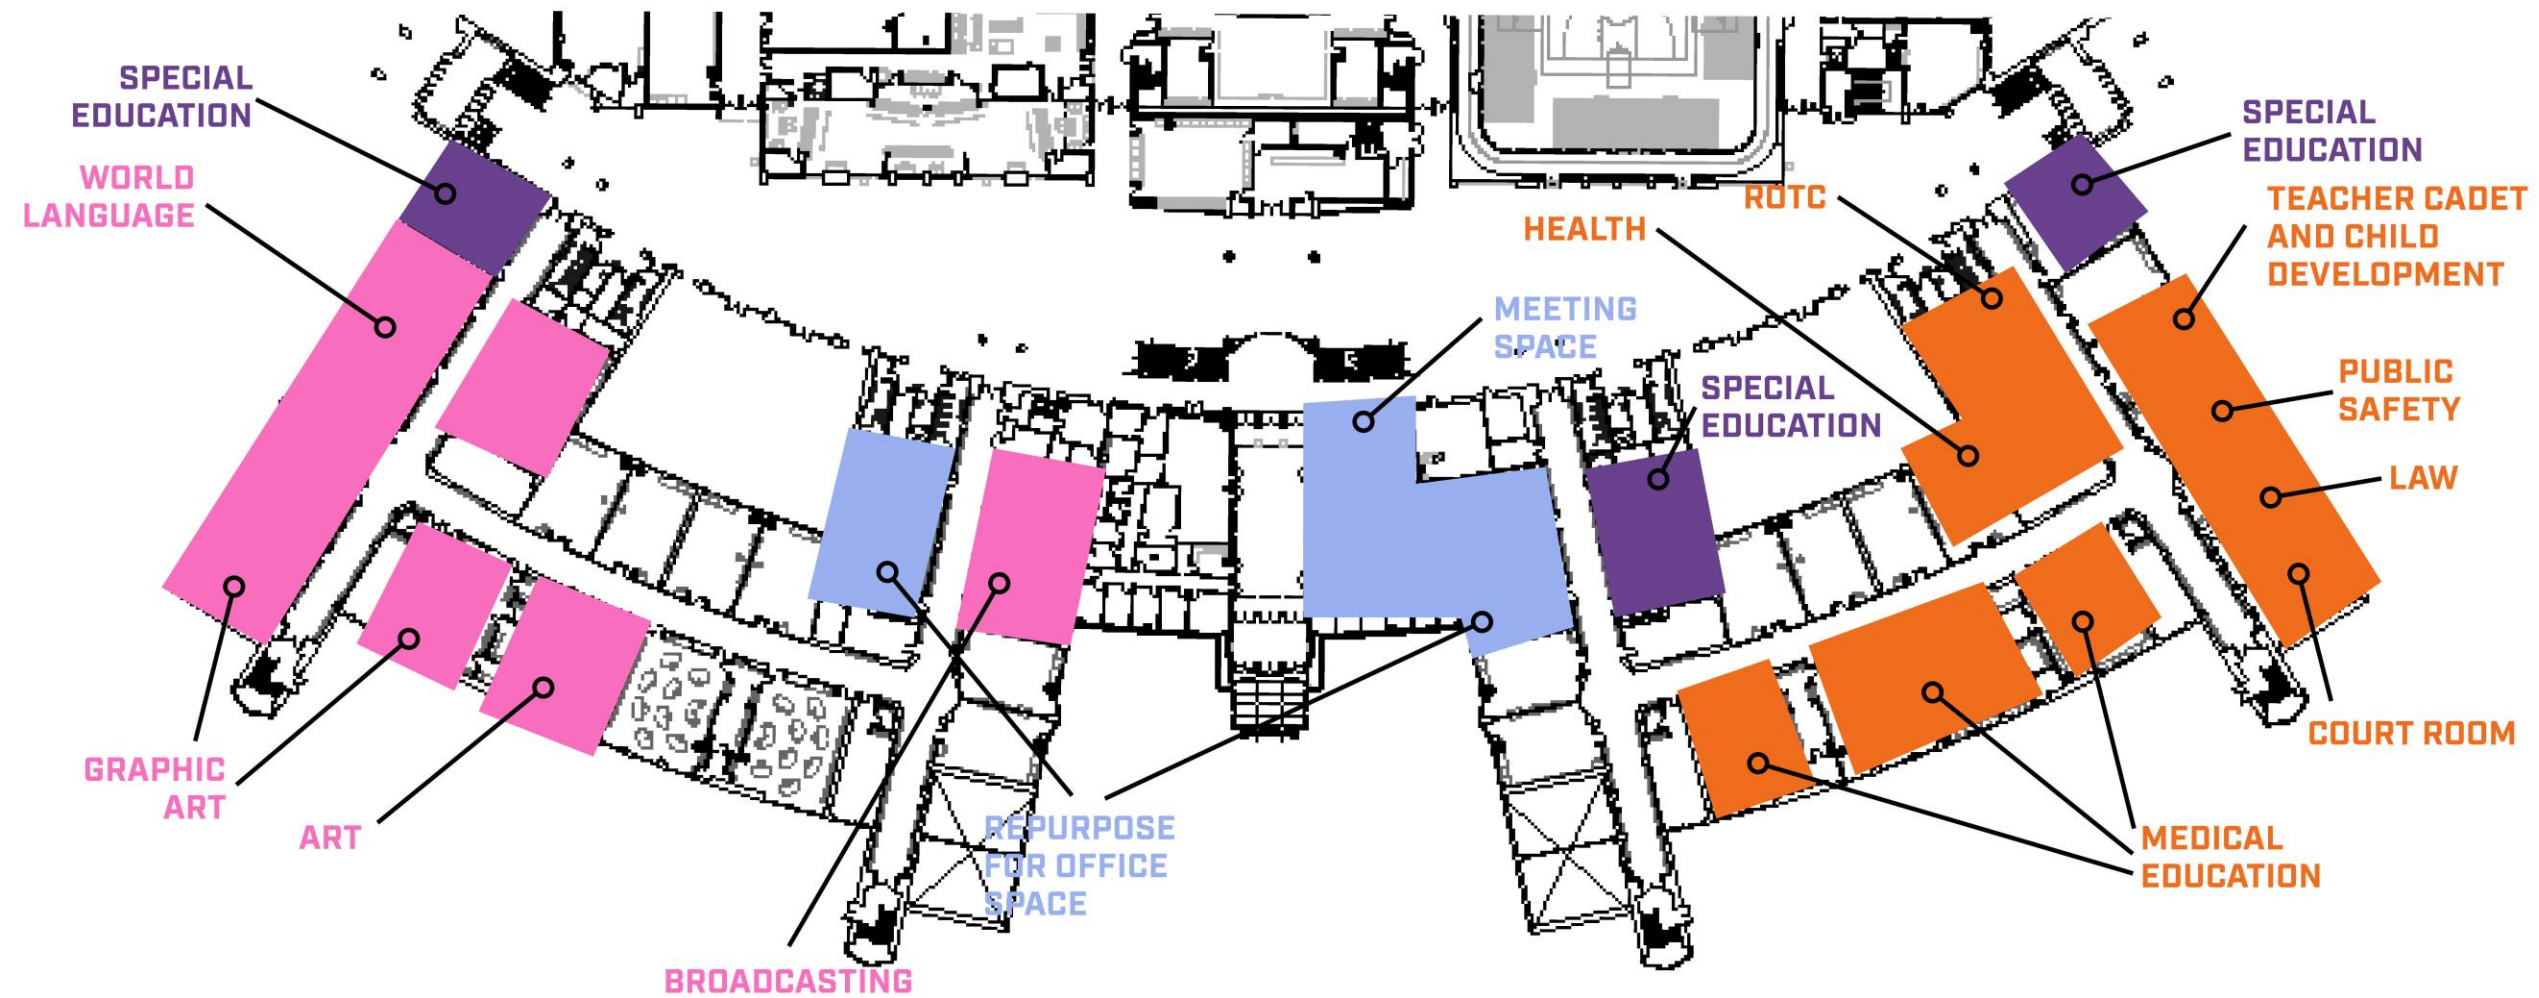 SPECIAL
EDUCATION
WORLD
LANGUAGE
GRAPHIC
ART
ART
BROADCASTING
REPURPOSE
FOR OFFICE
SPACE
MEETING
SPACE
HEALTH
ROTC
SPECIAL
EDUCATION
SPECIAL
EDUCATION
TEACHER CADET
AND CHILD
DEVELOPMENT
PUBLIC
SAFETY
LAW
COURT ROOM
MEDICAL
EDUCATION